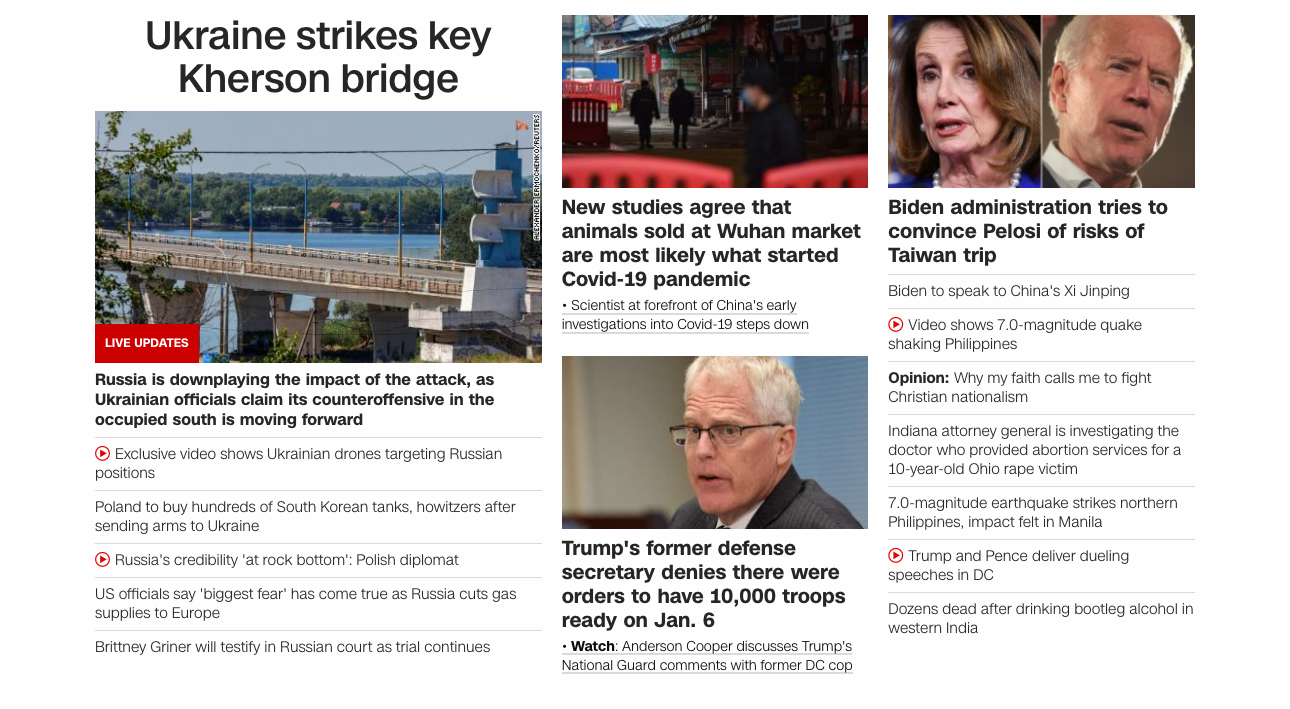 Ukraine strikes key
Kherson bridge
ALEXANDER ERMOCHENKO/REUTERS
LIVE UPDATES
Russia is downplaying the impact of the attack, as
Ukrainian officials claim its counteroffensive in the
occupied south is moving forward
Exclusive video shows Ukrainian drones targeting Russian
positions
Poland to buy hundreds of South Korean tanks, howitzers after
sending arms to Ukraine
Russia's credibility 'at rock bottom': Polish diplomat
US officials say 'biggest fear' has come true as Russia cuts gas
supplies to Europe
Brittney Griner will testify in Russian court as trial continues
New studies agree that
animals sold at Wuhan market
are most likely what started
Covid-19 pandemic
• Scientist at forefront of China's early
investigations into Covid-19 steps down
Trump's former defense
secretary denies there were
orders to have 10,000 troops
ready on Jan. 6
• Watch: Anderson Cooper discusses Trump's
National Guard comments with former DC cop
Biden administration tries to
convince Pelosi of risks of
Taiwan trip
Biden to speak to China's Xi Jinping
Video shows 7.0-magnitude quake
shaking Philippines
Opinion: Why my faith calls me to fight
Christian nationalism
Indiana attorney general is investigating the
doctor who provided abortion services for a
10-year-old Ohio rape victim
7.0-magnitude earthquake strikes northern
Philippines, impact felt in Manila
Trump and Pence deliver dueling
speeches in DC
Dozens dead after drinking bootleg alcohol in
western India